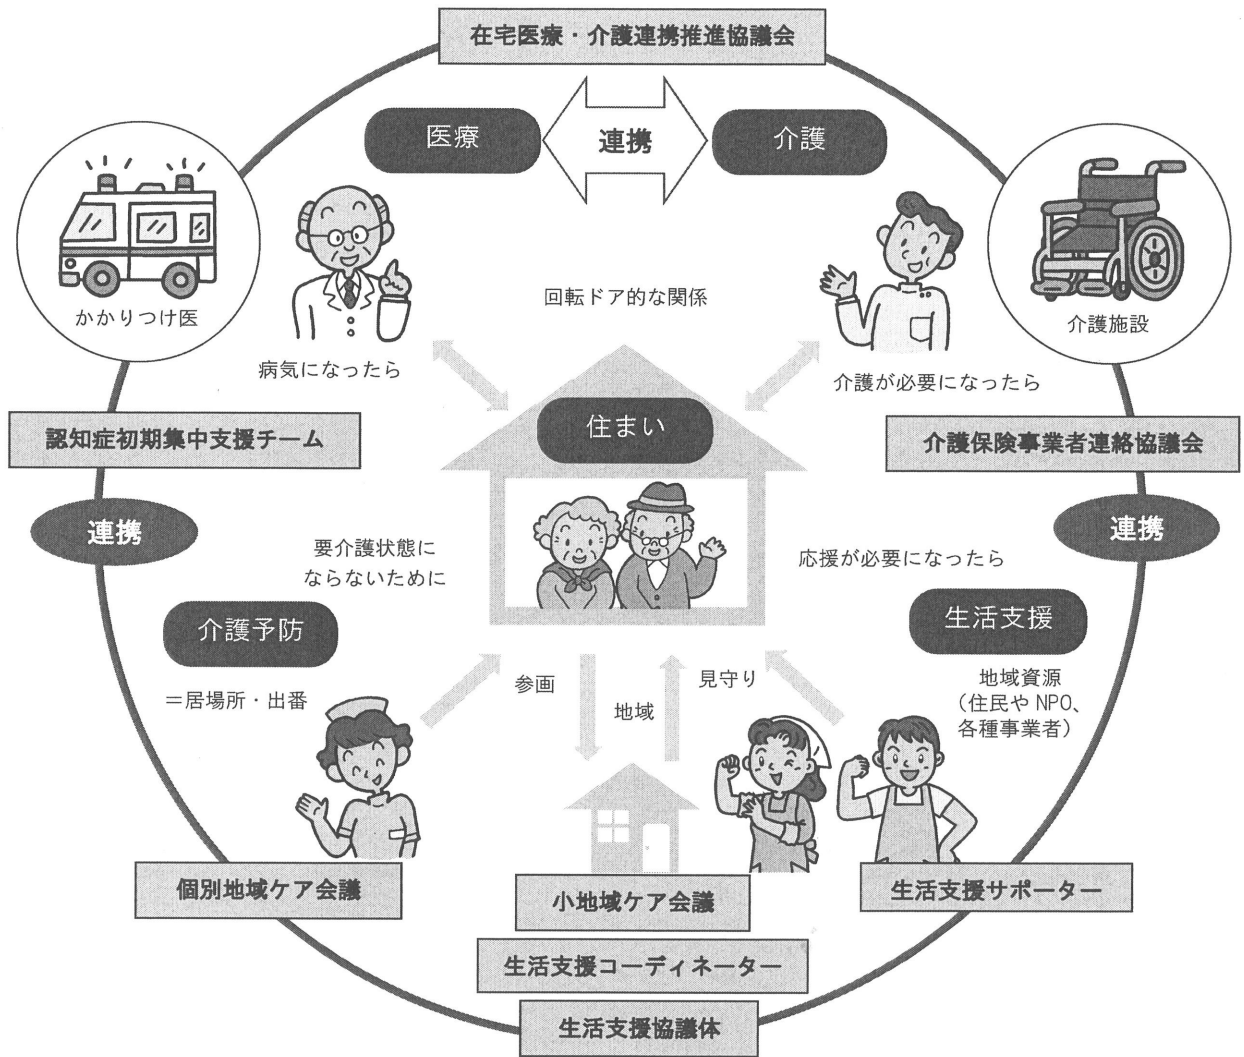 在宅医療・介護連携推進協議会
医療
連携
介護
かかりつけ医
介護施設
回転ドア的な関係
病気になったら
介護が必要になったら
住まい
認知症初期集中支援チーム
介護保険事業者連絡協議会
連携
連携
要介護状態に
ならないために
応援が必要になったら
介護予防
生活支援
=居場所・出番
参画
地域
見守り
地域資源
(住民や NPO、
各種事業者)
個別地域ケア会議
小地域ケア会議
生活支援サポーター
生活支援コーディネーター
生活支援協議体